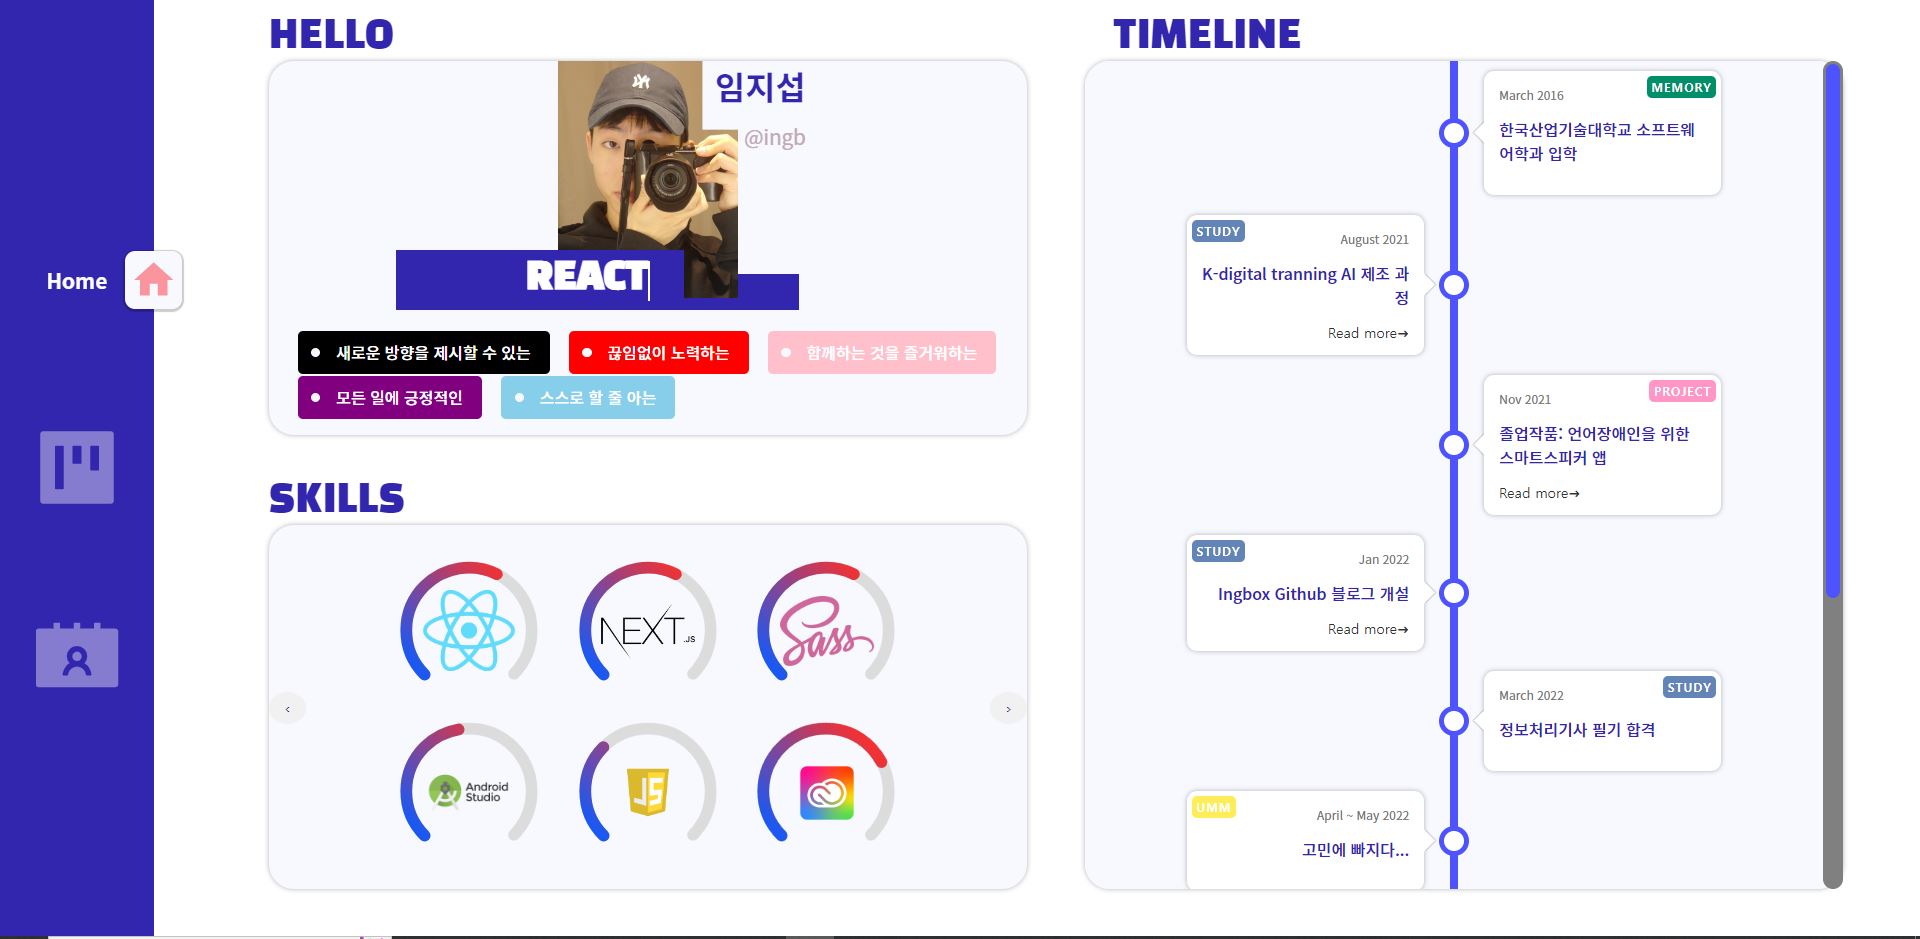 HELLO
임지섭
@ingb
REACT
새로운 방향을 제시할 수 있는
끊임없이 노력하는
함께하는 것을 즐거워하는
모든 일에 긍정적인
스스로 할 줄 아는
Home
SKILLS
NEXT.JS
Sass
Android
Studio
JS
‹
›
TIMELINE
MEMORY
March 2016
한국산업기술대학교 소프트웨
어학과 입학
STUDY
August 2021
K-digital tranning AI 제조 과
정
Read more→
PROJECT
Nov 2021
졸업작품: 언어장애인을 위한
스마트스피커 앱
Read more→
STUDY
Jan 2022
Ingbox Github 블로그 개설
Read more→
STUDY
March 2022
정보처리기사 필기 합격
UMM
April ~ May 2022
고민에 빠지다...